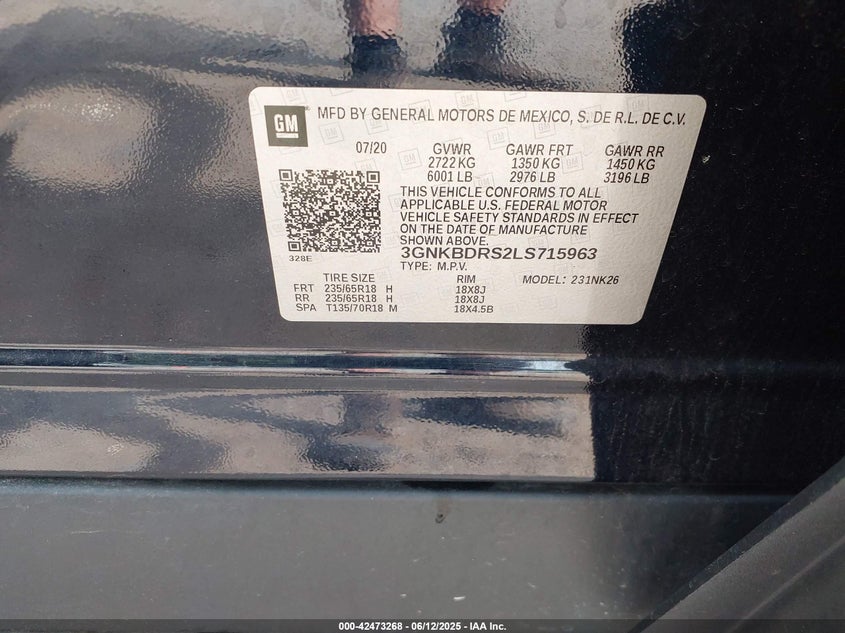 GM
MFD BY GENERAL MOTORS DE MEXICO, S. DE R.L. DE C.V.
07/20 GVWR GAWR FRT GAWR RR
2722 KG 1350 KG 1450 KG
6001 LB 2976 LB 3196 LB
THIS VEHICLE CONFORMS TO ALL
APPLICABLE U.S. FEDERAL MOTOR
VEHICLE SAFETY STANDARDS IN EFFECT
ON THE DATE OF MANUFACTURE
SHOWN ABOVE.
328E
3GNKBDRS2LS715963
TYPE: M.P.V. MODEL: 231NK26
TIRE SIZE RIM
FRT 235/65R18 H 18X8J
RR 235/65R18 H 18X8J
SPA T135/70R18 M 18X4.5B
000-42473268 - 06/12/2025 - IAA Inc.